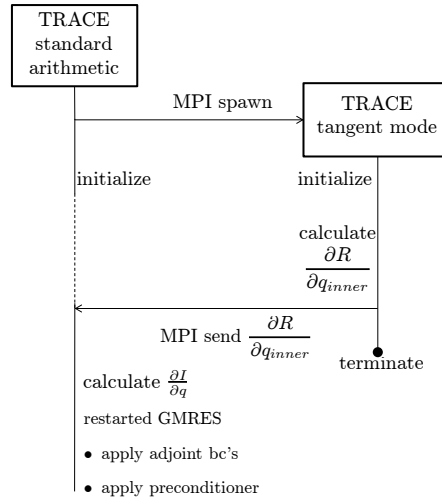 TRACE
standard
arithmetic
MPI spawn
TRACE
tangent mode
initialize
initialize
calculate
∂R
∂q_inner
MPI send ∂R/∂q_inner
terminate
calculate ∂I/∂q
restarted GMRES
• apply adjoint bc's
• apply preconditioner